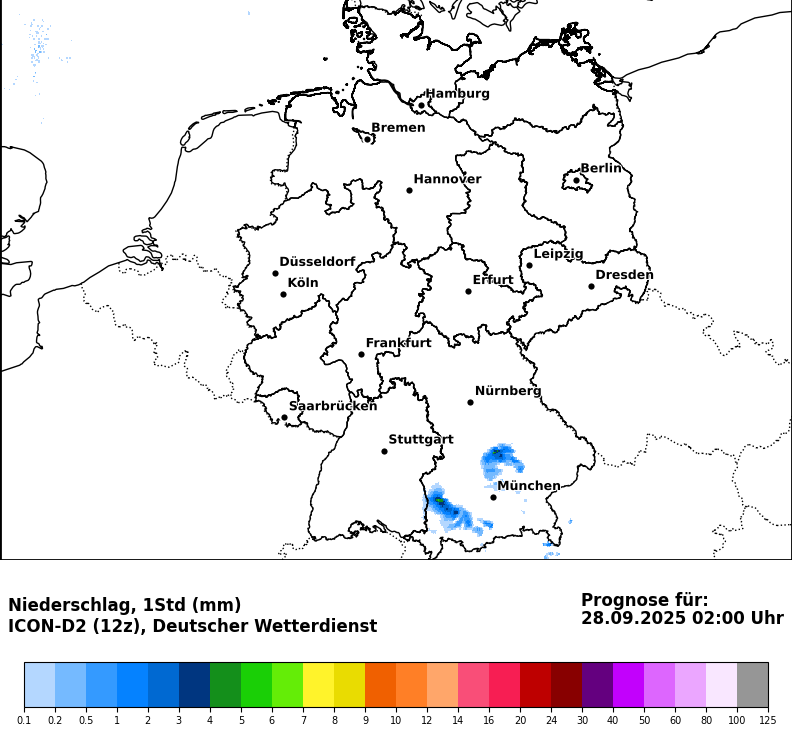 Hamburg
Bremen
Berlin
Hannover
Leipzig
Düsseldorf
Dresden
Köln
Erfurt
Frankfurt
Nürnberg
Saarbrücken
Stuttgart
München
Niederschlag, 1Std (mm)
ICON-D2 (12z), Deutscher Wetterdienst
Prognose für:
28.09.2025 02:00 Uhr
0.1 0.2 0.5 1 2 3 4 5 6 7 8 9 10 12 14 16 20 24 30 40 50 60 80 100 125